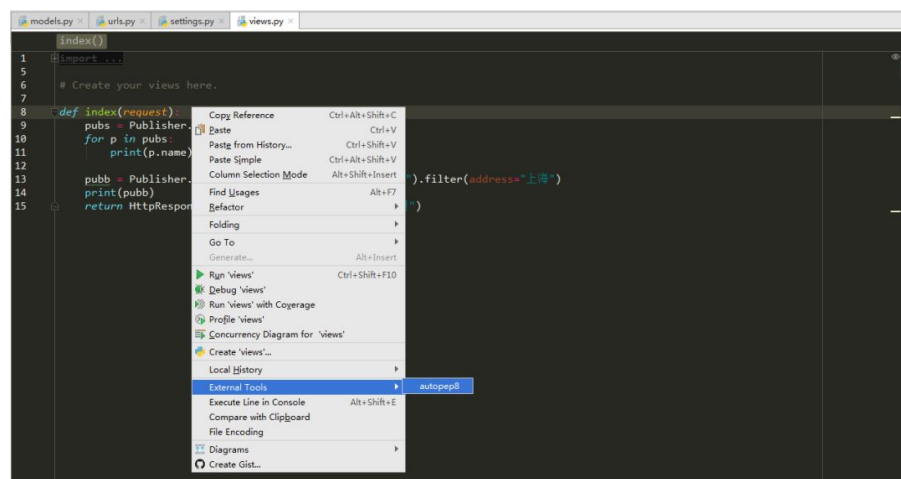 models.py urls.py settings.py views.py
index()
1 import ...
5
6 # Create your views here.
7
8 def index(request):
9 pubs = Publisher.
10 for p in pubs:
11 print(p.name)
12
13 pubb = Publisher. ").filter(address="上海")
14 print(pubb)
15 return HttpRespon ")
Copy Reference Ctrl+Alt+Shift+C
Paste Ctrl+V
Paste from History... Ctrl+Shift+V
Paste Simple Ctrl+Alt+Shift+V
Column Selection Mode Alt+Shift+Insert
Find Usages Alt+F7
Refactor
Folding
Go To
Generate... Alt+Insert
Run 'views' Ctrl+Shift+F10
Debug 'views'
Run 'views' with Coverage
Profile 'views'
Concurrency Diagram for 'views'
Create 'views'...
Local History
External Tools autopep8
Execute Line in Console Alt+Shift+E
Compare with Clipboard
File Encoding
Diagrams
Create Gist...